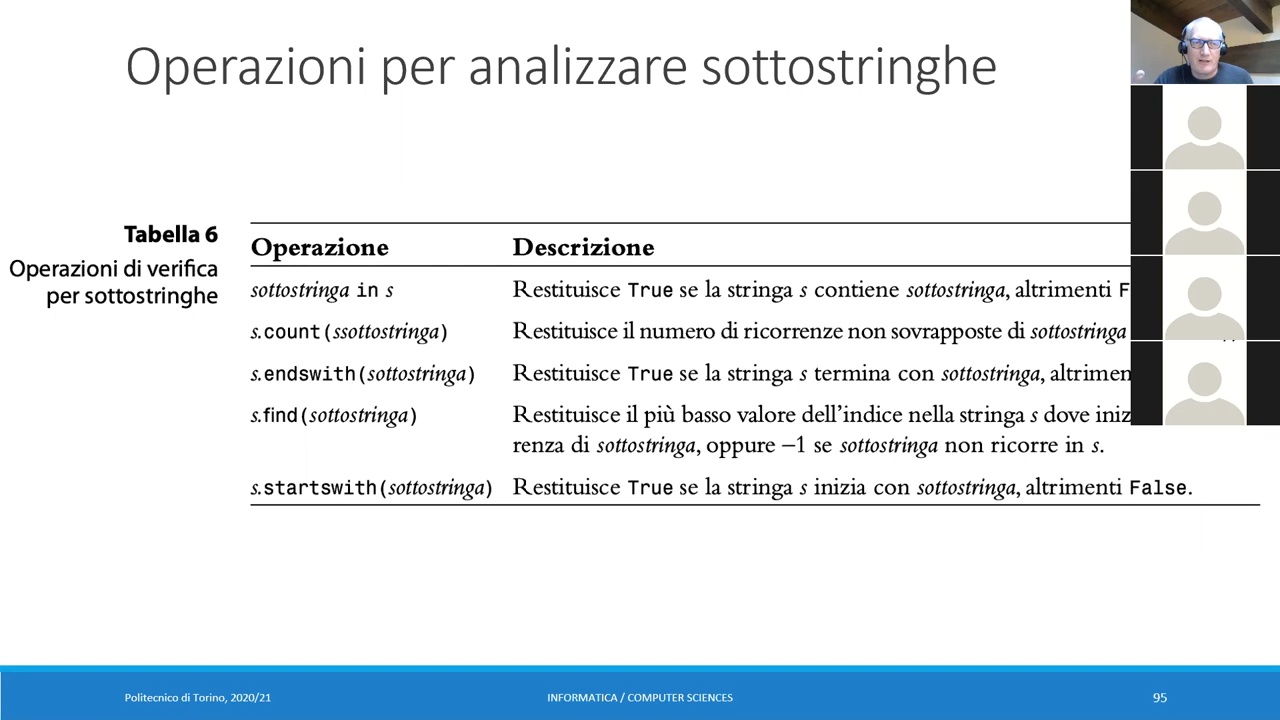 Operazioni per analizzare sottostringhe
Tabella 6
Operazioni di verifica
per sottostringhe
Operazione Descrizione
sottostringa in s Restituisce True se la stringa s contiene sottostringa, altrimenti
s.count(ssottostringa) Restituisce il numero di ricorrenze non sovrapposte di sottostringa
s.endswith(sottostringa) Restituisce True se la stringa s termina con sottostringa,
s.find(sottostringa) Restituisce il più basso valore dell'indice nella stringa s dove
renza di sottostringa, oppure –1 se sottostringa non ricorre in s.
s.startswith(sottostringa) Restituisce True se la stringa s inizia con sottostringa, altrimenti False.
Politecnico di Torino, 2020/21 INFORMATICA / COMPUTER SCIENCES 95